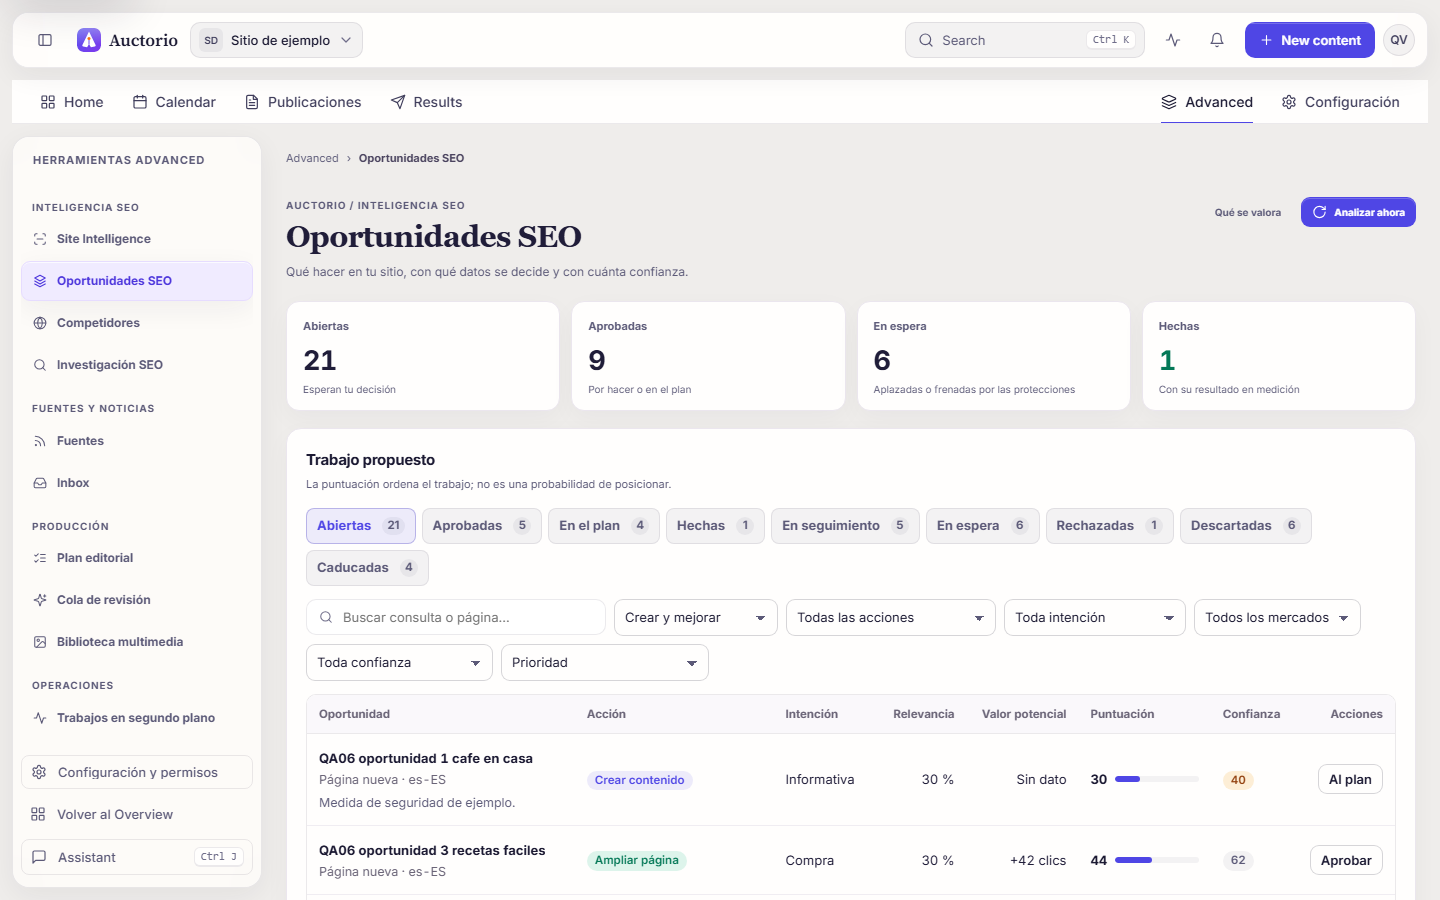 Auctorio
SD Sitio de ejemplo
Search Ctrl K
New content
QV
Home
Calendar
Publicaciones
Results
Advanced
Configuración
HERRAMIENTAS ADVANCED
INTELIGENCIA SEO
Site Intelligence
Oportunidades SEO
Competidores
Investigación SEO
FUENTES Y NOTICIAS
Fuentes
Inbox
PRODUCCIÓN
Plan editorial
Cola de revisión
Biblioteca multimedia
OPERACIONES
Trabajos en segundo plano
Configuración y permisos
Volver al Overview
Assistant Ctrl J
Advanced › Oportunidades SEO
AUCTORIO / INTELIGENCIA SEO
Oportunidades SEO
Qué hacer en tu sitio, con qué datos se decide y con cuánta confianza.
Qué se valora
Analizar ahora
Abiertas
21
Esperan tu decisión
Aprobadas
9
Por hacer o en el plan
En espera
6
Aplazadas o frenadas por las protecciones
Hechas
1
Con su resultado en medición
Trabajo propuesto
La puntuación ordena el trabajo; no es una probabilidad de posicionar.
Abiertas 21
Aprobadas 5
En el plan 4
Hechas 1
En seguimiento 5
En espera 6
Rechazadas 1
Descartadas 6
Caducadas 4
Buscar consulta o página...
Crear y mejorar
Todas las acciones
Toda intención
Todos los mercados
Toda confianza
Prioridad
Oportunidad Acción Intención Relevancia Valor potencial Puntuación Confianza Acciones
QA06 oportunidad 1 cafe en casa
Página nueva · es-ES
Medida de seguridad de ejemplo.
Crear contenido Informativa 30 % Sin dato 30 40 Al plan
QA06 oportunidad 3 recetas faciles
Página nueva · es-ES
Ampliar página Compra 30 % +42 clics 44 62 Aprobar